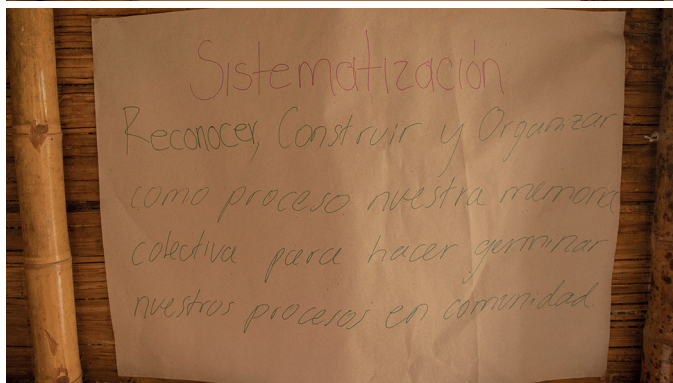 Sistematización
Reconocer, Construir y Organizar
como proceso nuestra memoria
colectiva para hacer germinar
nuestros procesos en comunidad.